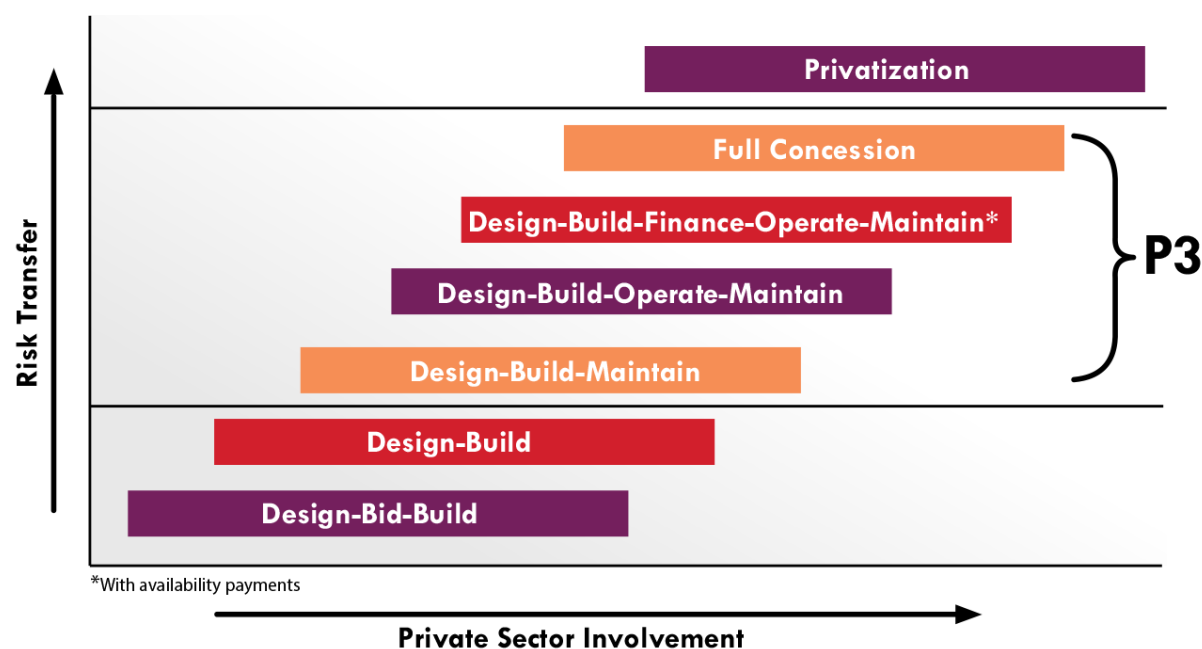 Privatization
Full Concession
Design-Build-Finance-Operate-Maintain*
Design-Build-Operate-Maintain
Design-Build-Maintain
P3
Design-Build
Design-Bid-Build
Risk Transfer
*With availability payments
Private Sector Involvement